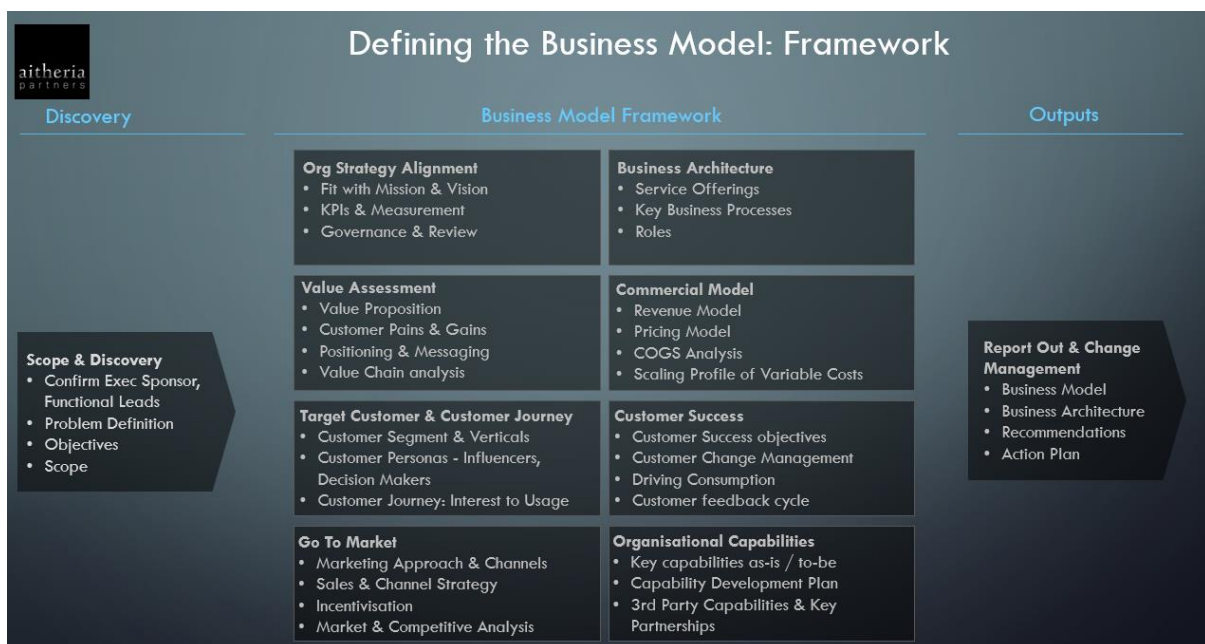 aitheria
partners
Defining the Business Model: Framework
Discovery
Business Model Framework
Outputs
Scope & Discovery
• Confirm Exec Sponsor,
Functional Leads
• Problem Definition
• Objectives
• Scope
Org Strategy Alignment
• Fit with Mission & Vision
• KPIs & Measurement
• Governance & Review
Business Architecture
• Service Offerings
• Key Business Processes
• Roles
Value Assessment
• Value Proposition
• Customer Pains & Gains
• Positioning & Messaging
• Value Chain analysis
Commercial Model
• Revenue Model
• Pricing Model
• COGS Analysis
• Scaling Profile of Variable Costs
Target Customer & Customer Journey
• Customer Segment & Verticals
• Customer Personas - Influencers,
Decision Makers
• Customer Journey: Interest to Usage
Customer Success
• Customer Success objectives
• Customer Change Management
• Driving Consumption
• Customer feedback cycle
Go To Market
• Marketing Approach & Channels
• Sales & Channel Strategy
• Incentivisation
• Market & Competitive Analysis
Organisational Capabilities
• Key capabilities as-is / to-be
• Capability Development Plan
• 3rd Party Capabilities & Key
Partnerships
Report Out & Change
Management
• Business Model
• Business Architecture
• Recommendations
• Action Plan